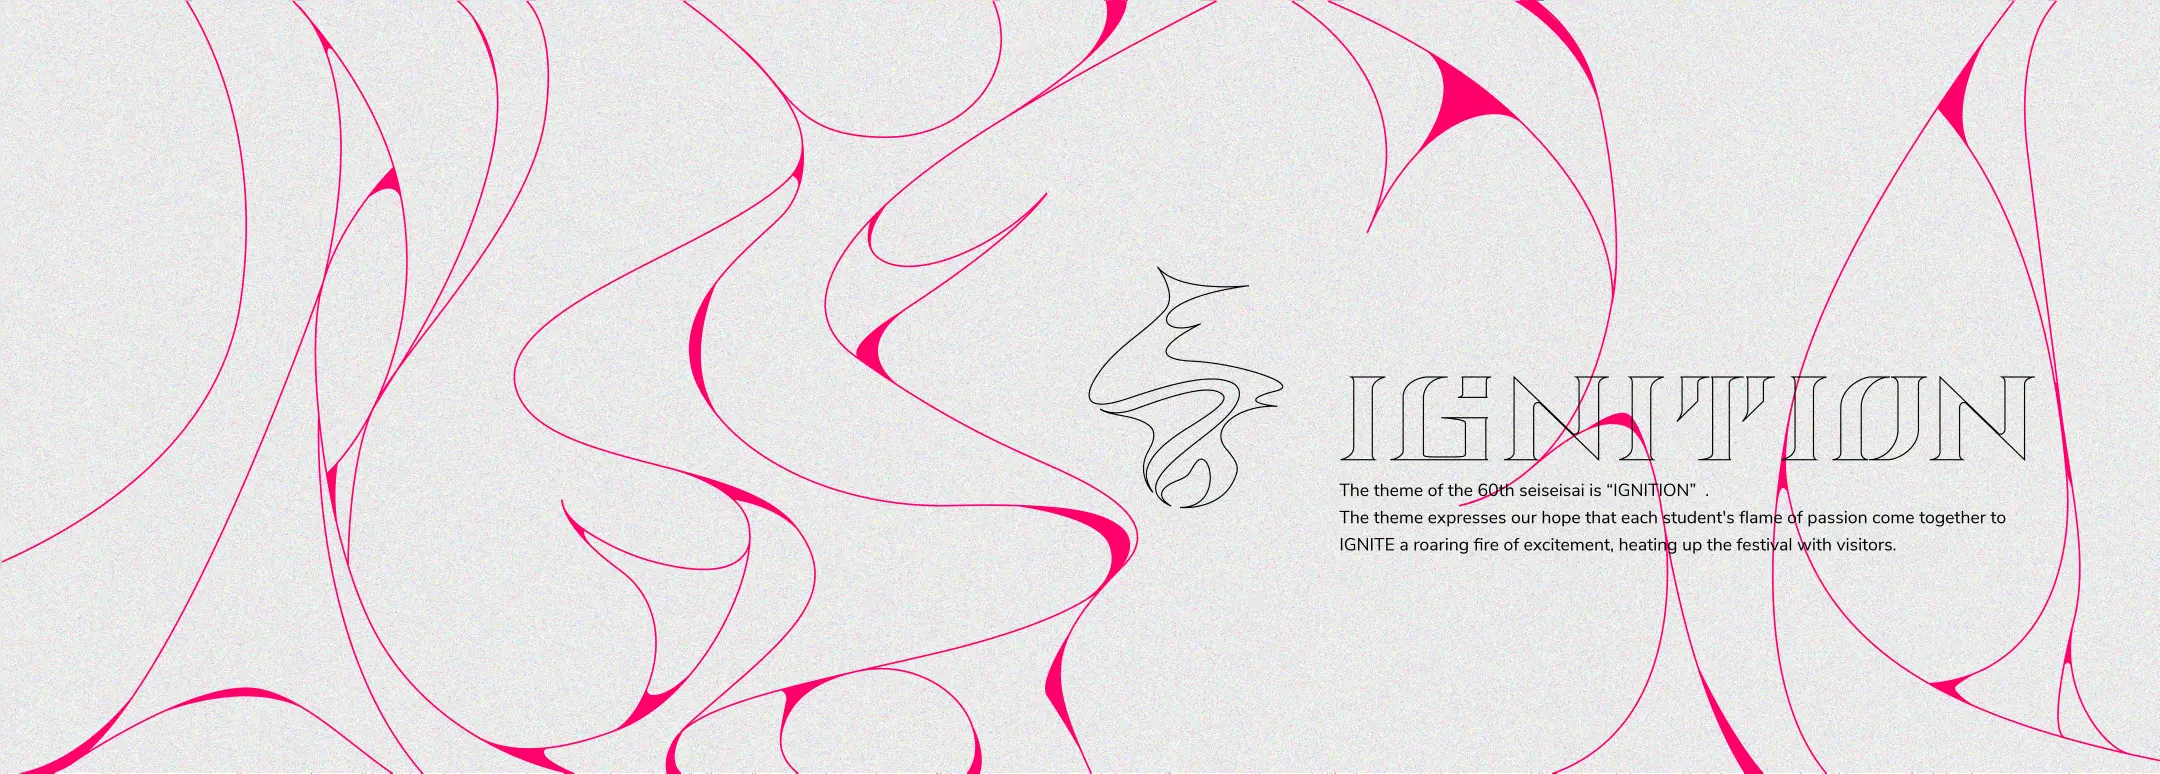 IGNITION
The theme of the 60th seiseisai is “IGNITION” .
The theme expresses our hope that each student's flame of passion come together to
IGNITE a roaring fire of excitement, heating up the festival with visitors.